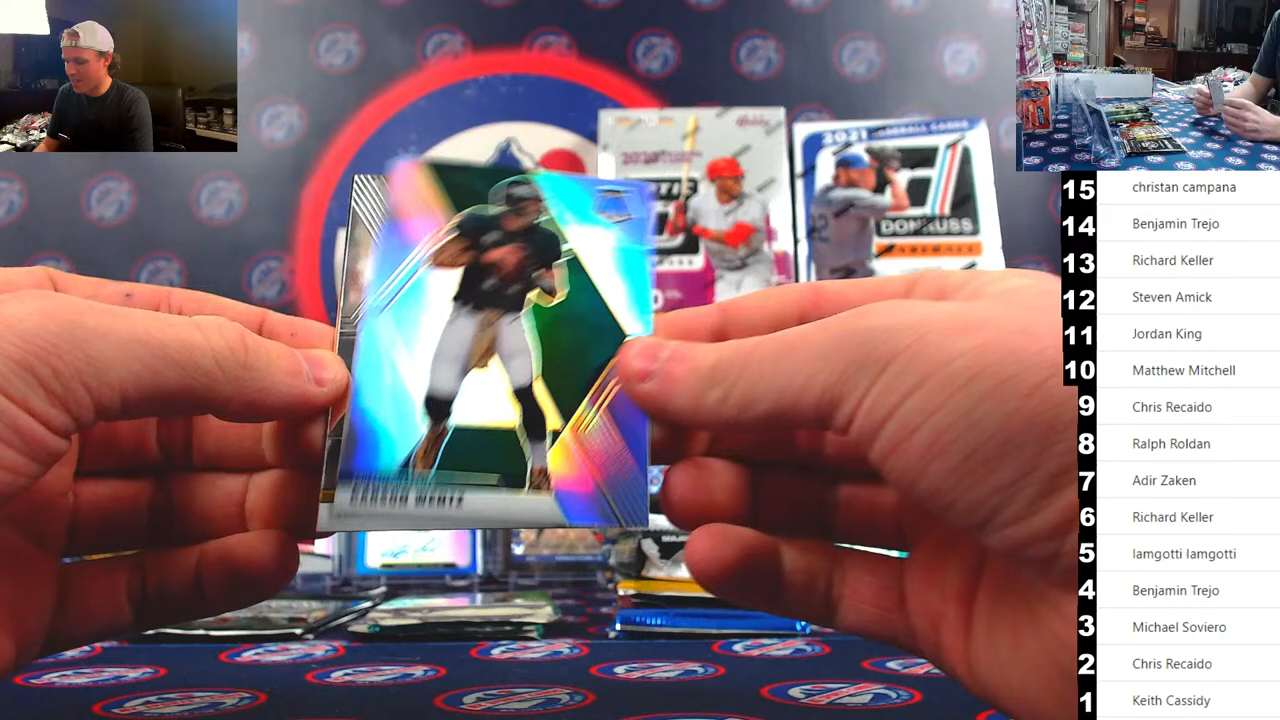 2021
DONRUSS
CARSON WENTZ
15 christan campana
14 Benjamin Trejo
13 Richard Keller
12 Steven Amick
11 Jordan King
10 Matthew Mitchell
9 Chris Recaido
8 Ralph Roldan
7 Adir Zaken
6 Richard Keller
5 Iamgotti Iamgotti
4 Benjamin Trejo
3 Michael Soviero
2 Chris Recaido
1 Keith Cassidy